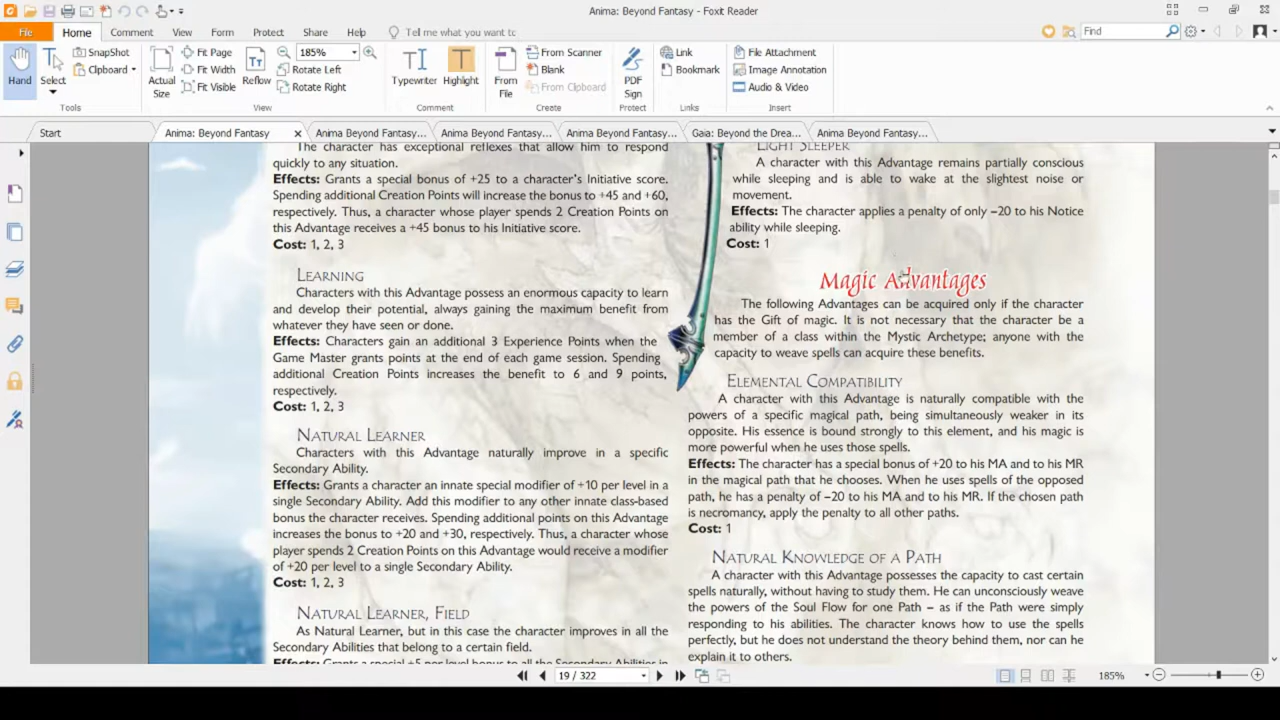 Anima: Beyond Fantasy - Foxit Reader
File
Home
Comment
View
Form
Protect
Share
Help
Tell me what you want tc
Find
Hand
Select
SnapShot
Clipboard
Tools
Actual
Size
Fit Page
Fit Width
Fit Visible
Reflow
185%
Rotate Left
Rotate Right
View
Typewriter
Highlight
Comment
From
File
From Scanner
Blank
From Clipboard
Create
PDF
Sign
Protect
Link
Bookmark
Links
File Attachment
Image Annotation
Audio & Video
Insert
Start
Anima: Beyond Fantasy
Anima Beyond Fantasy...
Anima Beyond Fantasy...
Anima Beyond Fantasy...
Gaia: Beyond the Drea...
Anima Beyond Fantasy...
The character has exceptional reflexes that allow him to respond
quickly to any situation.
Effects: Grants a special bonus of +25 to a character's Initiative score.
Spending additional Creation Points will increase the bonus to +45 and +60,
respectively. Thus, a character whose player spends 2 Creation Points on
this Advantage receives a +45 bonus to his Initiative score.
Cost: 1, 2, 3
Learning
Characters with this Advantage possess an enormous capacity to learn
and develop their potential, always gaining the maximum benefit from
whatever they have seen or done.
Effects: Characters gain an additional 3 Experience Points when the
Game Master grants points at the end of each game session. Spending
additional Creation Points increases the benefit to 6 and 9 points,
respectively.
Cost: 1, 2, 3
Natural Learner
Characters with this Advantage naturally improve in a specific
Secondary Ability.
Effects: Grants a character an innate special modifier of +10 per level in a
single Secondary Ability. Add this modifier to any other innate class-based
bonus the character receives. Spending additional points on this Advantage
increases the bonus to +20 and +30, respectively. Thus, a character whose
player spends 2 Creation Points on this Advantage would receive a modifier
of +20 per level to a single Secondary Ability.
Cost: 1, 2, 3
Natural Learner, Field
As Natural Learner, but in this case the character improves in all the
Secondary Abilities that belong to a certain field.
Effects: Grants a special +5 per level bonus to all the Secondary Abilities in
Light Sleeper
A character with this Advantage remains partially conscious
while sleeping and is able to wake at the slightest noise or
movement.
Effects: The character applies a penalty of only –20 to his Notice
ability while sleeping.
Cost: 1
Magic Advantages
The following Advantages can be acquired only if the character
has the Gift of magic. It is not necessary that the character be a
member of a class within the Mystic Archetype; anyone with the
capacity to weave spells can acquire these benefits.
Elemental Compatibility
A character with this Advantage is naturally compatible with the
powers of a specific magical path, being simultaneously weaker in its
opposite. His essence is bound strongly to this element, and his magic is
more powerful when he uses those spells.
Effects: The character has a special bonus of +20 to his MA and to his MR
in the magical path that he chooses. When he uses spells of the opposed
path, he has a penalty of –20 to his MA and to his MR. If the chosen path
is necromancy, apply the penalty to all other paths.
Cost: 1
Natural Knowledge of a Path
A character with this Advantage possesses the capacity to cast certain
spells naturally, without having to study them. He can unconsciously weave
the powers of the Soul Flow for one Path – as if the Path were simply
responding to his abilities. The character knows how to use the spells
perfectly, but he does not understand the theory behind them, nor can he
explain it to others.
19 / 322
185%